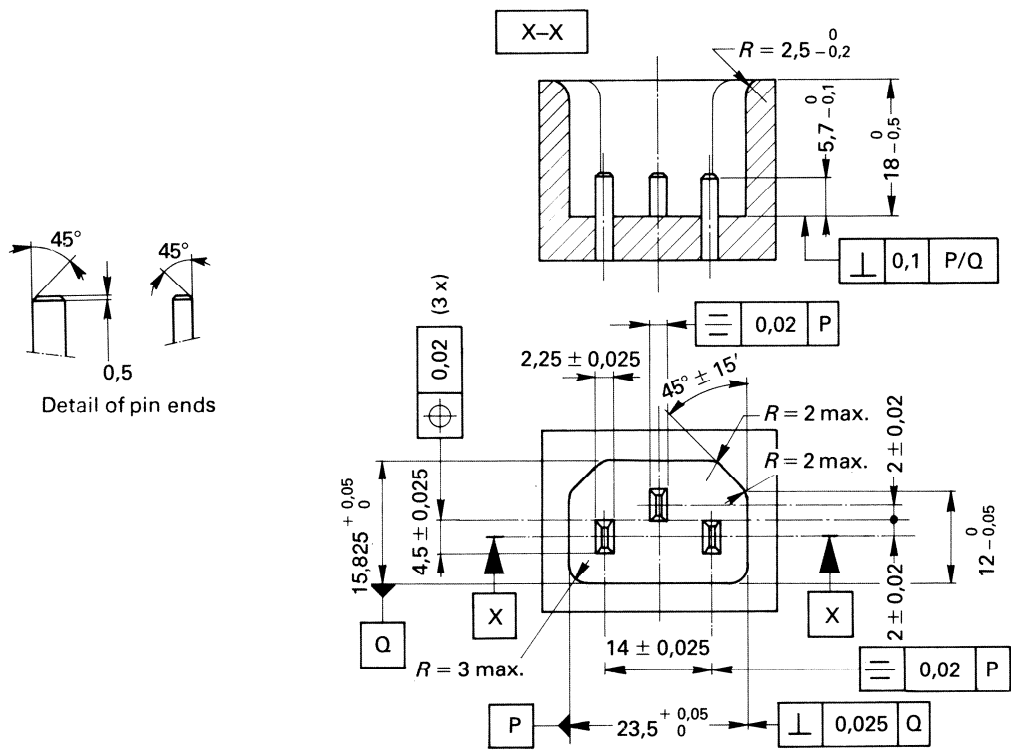 X–X
R = 2,5 0 –0,2
5,7 0 –0,1
18 0 –0,5
⊥ 0,1 P/Q
45° 45°
0,5
Detail of pin ends
(3 x)
0,02
⌯ 0,02 P
2,25 ± 0,025
45° ± 15′
R = 2 max.
R = 2 max.
2 ± 0,02
15,825 + 0,05 0
4,5 ± 0,025
12 0 –0,05
2 ± 0,02
X X
Q
R = 3 max.
14 ± 0,025
⌯ 0,02 P
P
23,5 + 0,05 0
⊥ 0,025 Q